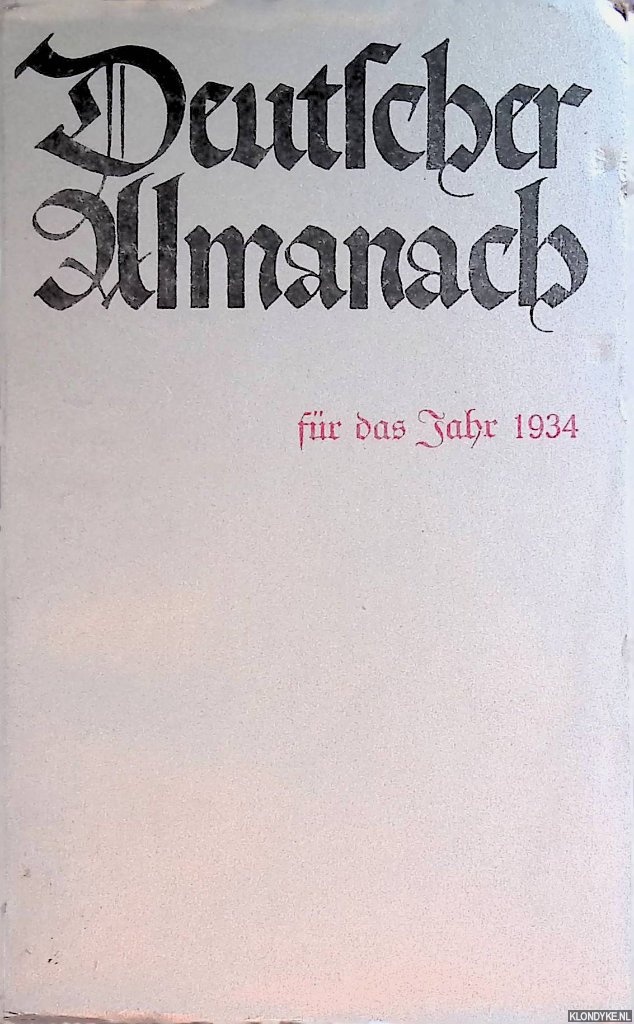 Deutſcher
Almanach
für das Jahr 1934
KLONDYKE.NL